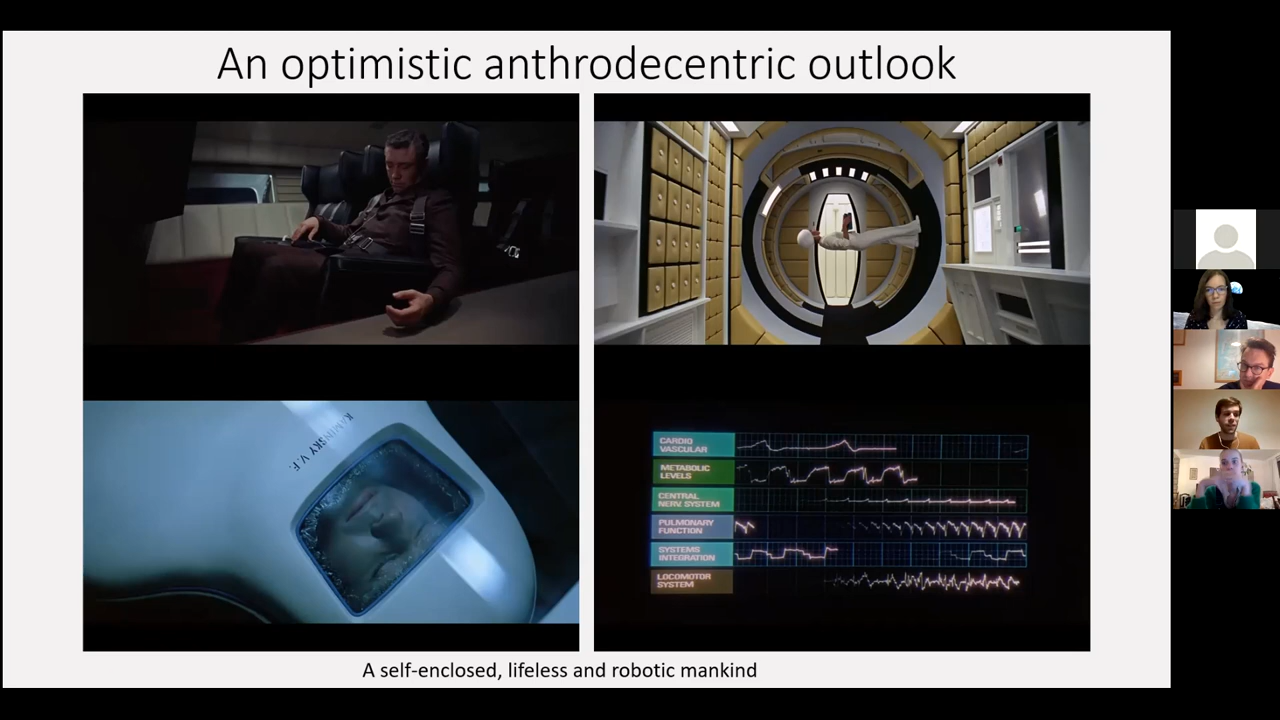 An optimistic anthrodecentric outlook
KAMINSKY V. F.
CARDIO
VASCULAR
METABOLIC
LEVELS
CENTRAL
NERV. SYSTEM
PULMONARY
FUNCTION
SYSTEMS
INTEGRATION
LOCOMOTOR
SYSTEM
A self-enclosed, lifeless and robotic mankind